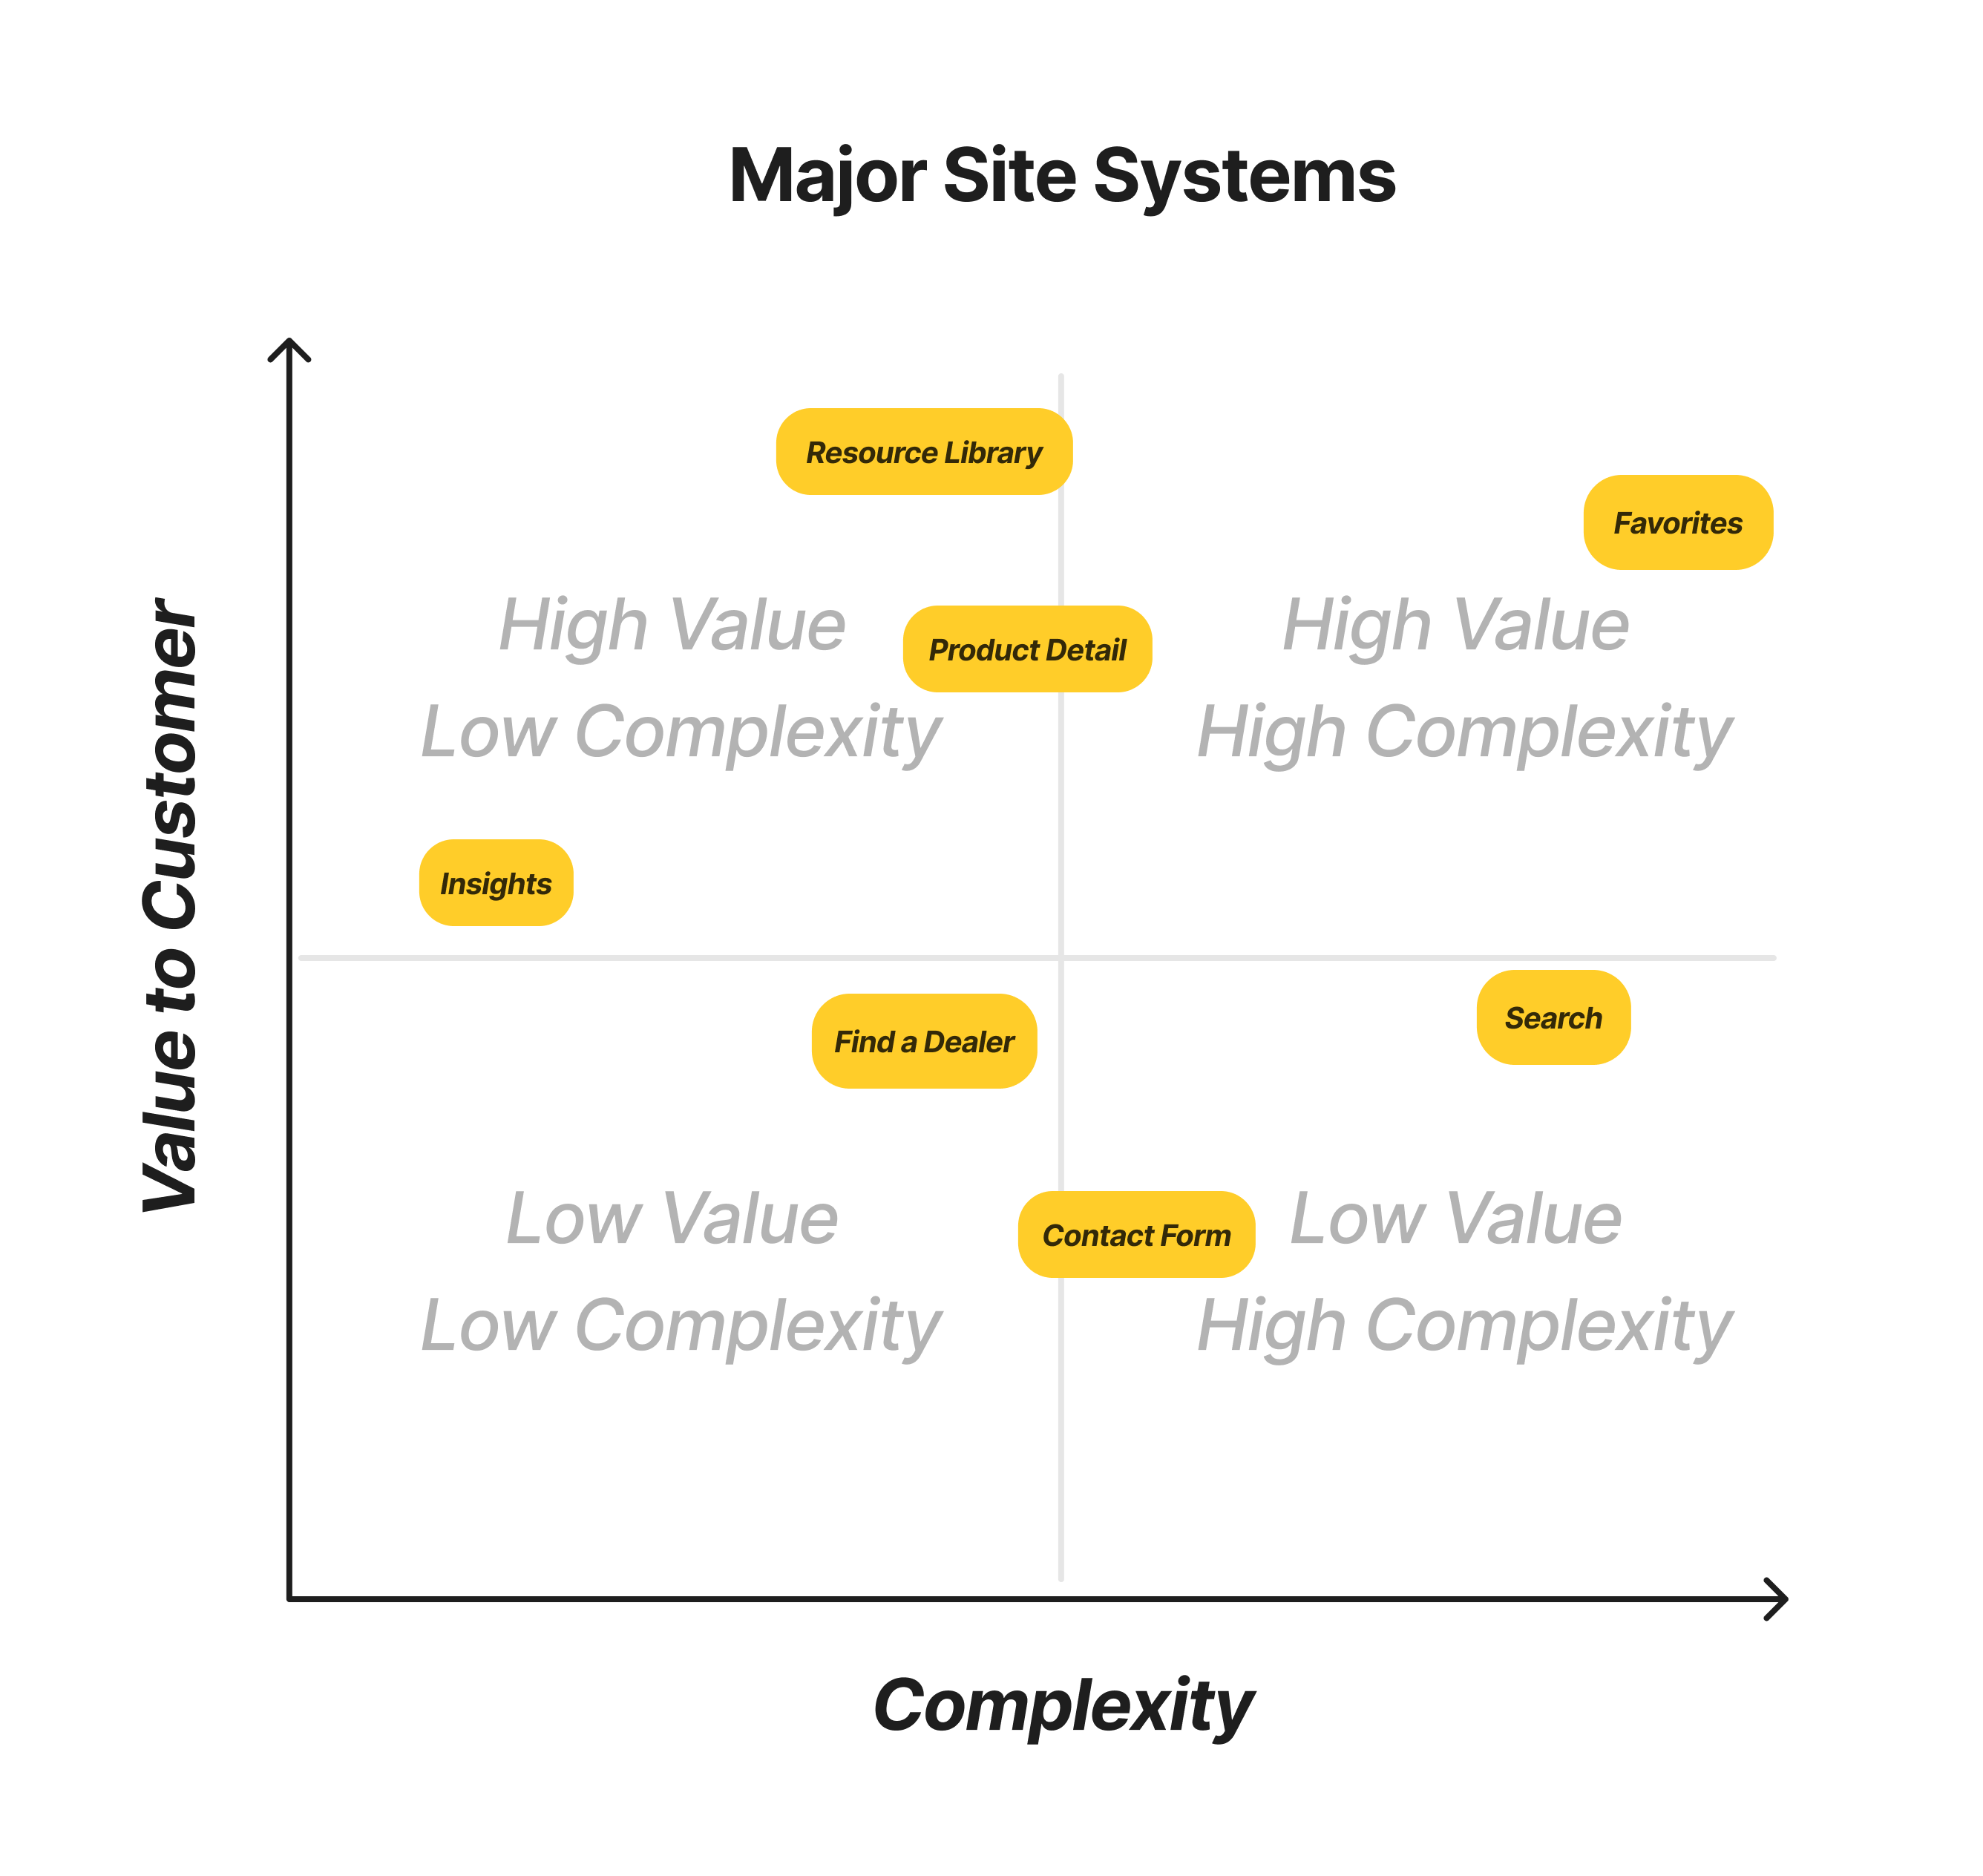 Major Site Systems
Resource Library
Favorites
High Value
Low Complexity
Product Detail
High Value
High Complexity
Insights
Value to Customer
Find a Dealer
Search
Low Value
Low Complexity
Contact Form
Low Value
High Complexity
Complexity